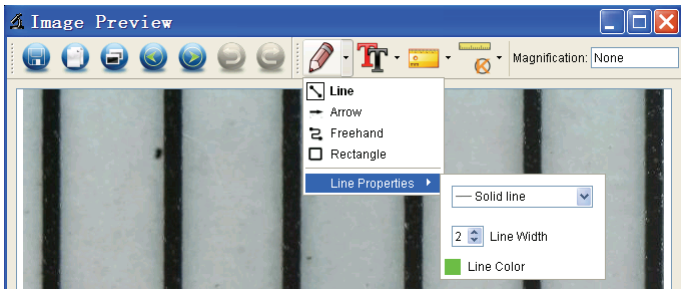 Image Preview
Magnification: None
Line
Arrow
Freehand
Rectangle
Line Properties
Solid line
2 Line Width
Line Color